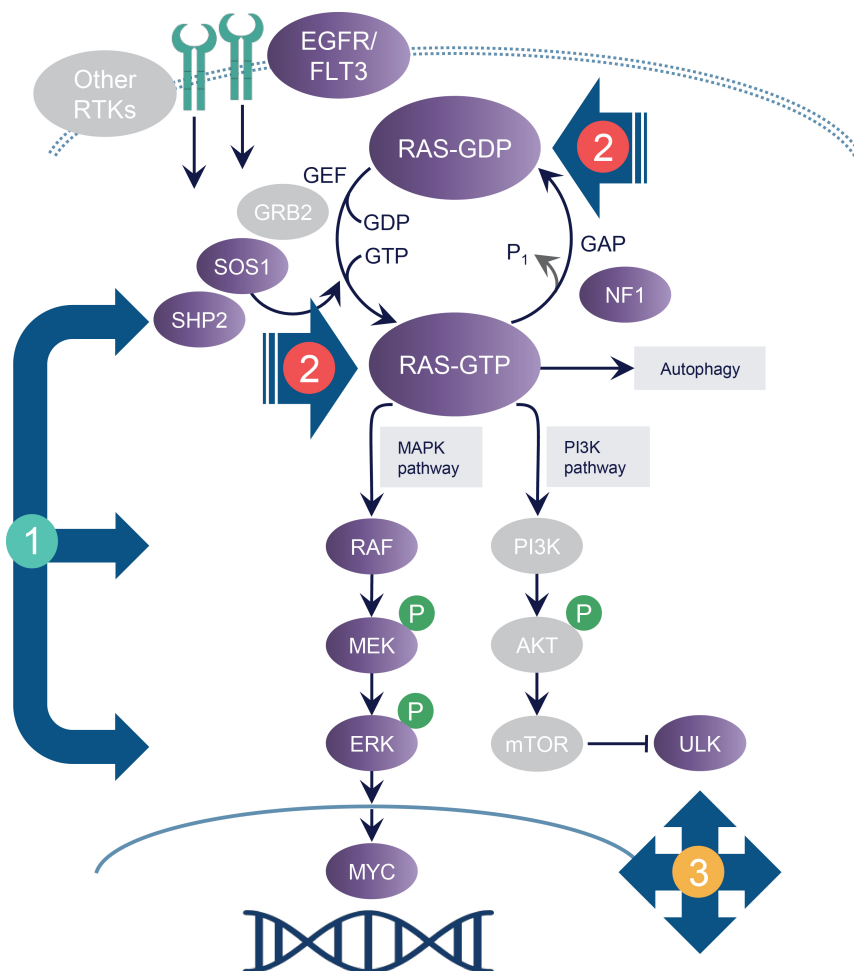 EGFR/
FLT3
Other
RTKs
RAS-GDP
2
GEF
GRB2
GDP
GAP
SOS1
GTP
P1
NF1
SHP2
2
RAS-GTP
Autophagy
MAPK
pathway
PI3K
pathway
1
RAF
PI3K
P
P
MEK
AKT
P
ERK
mTOR
ULK
MYC
3